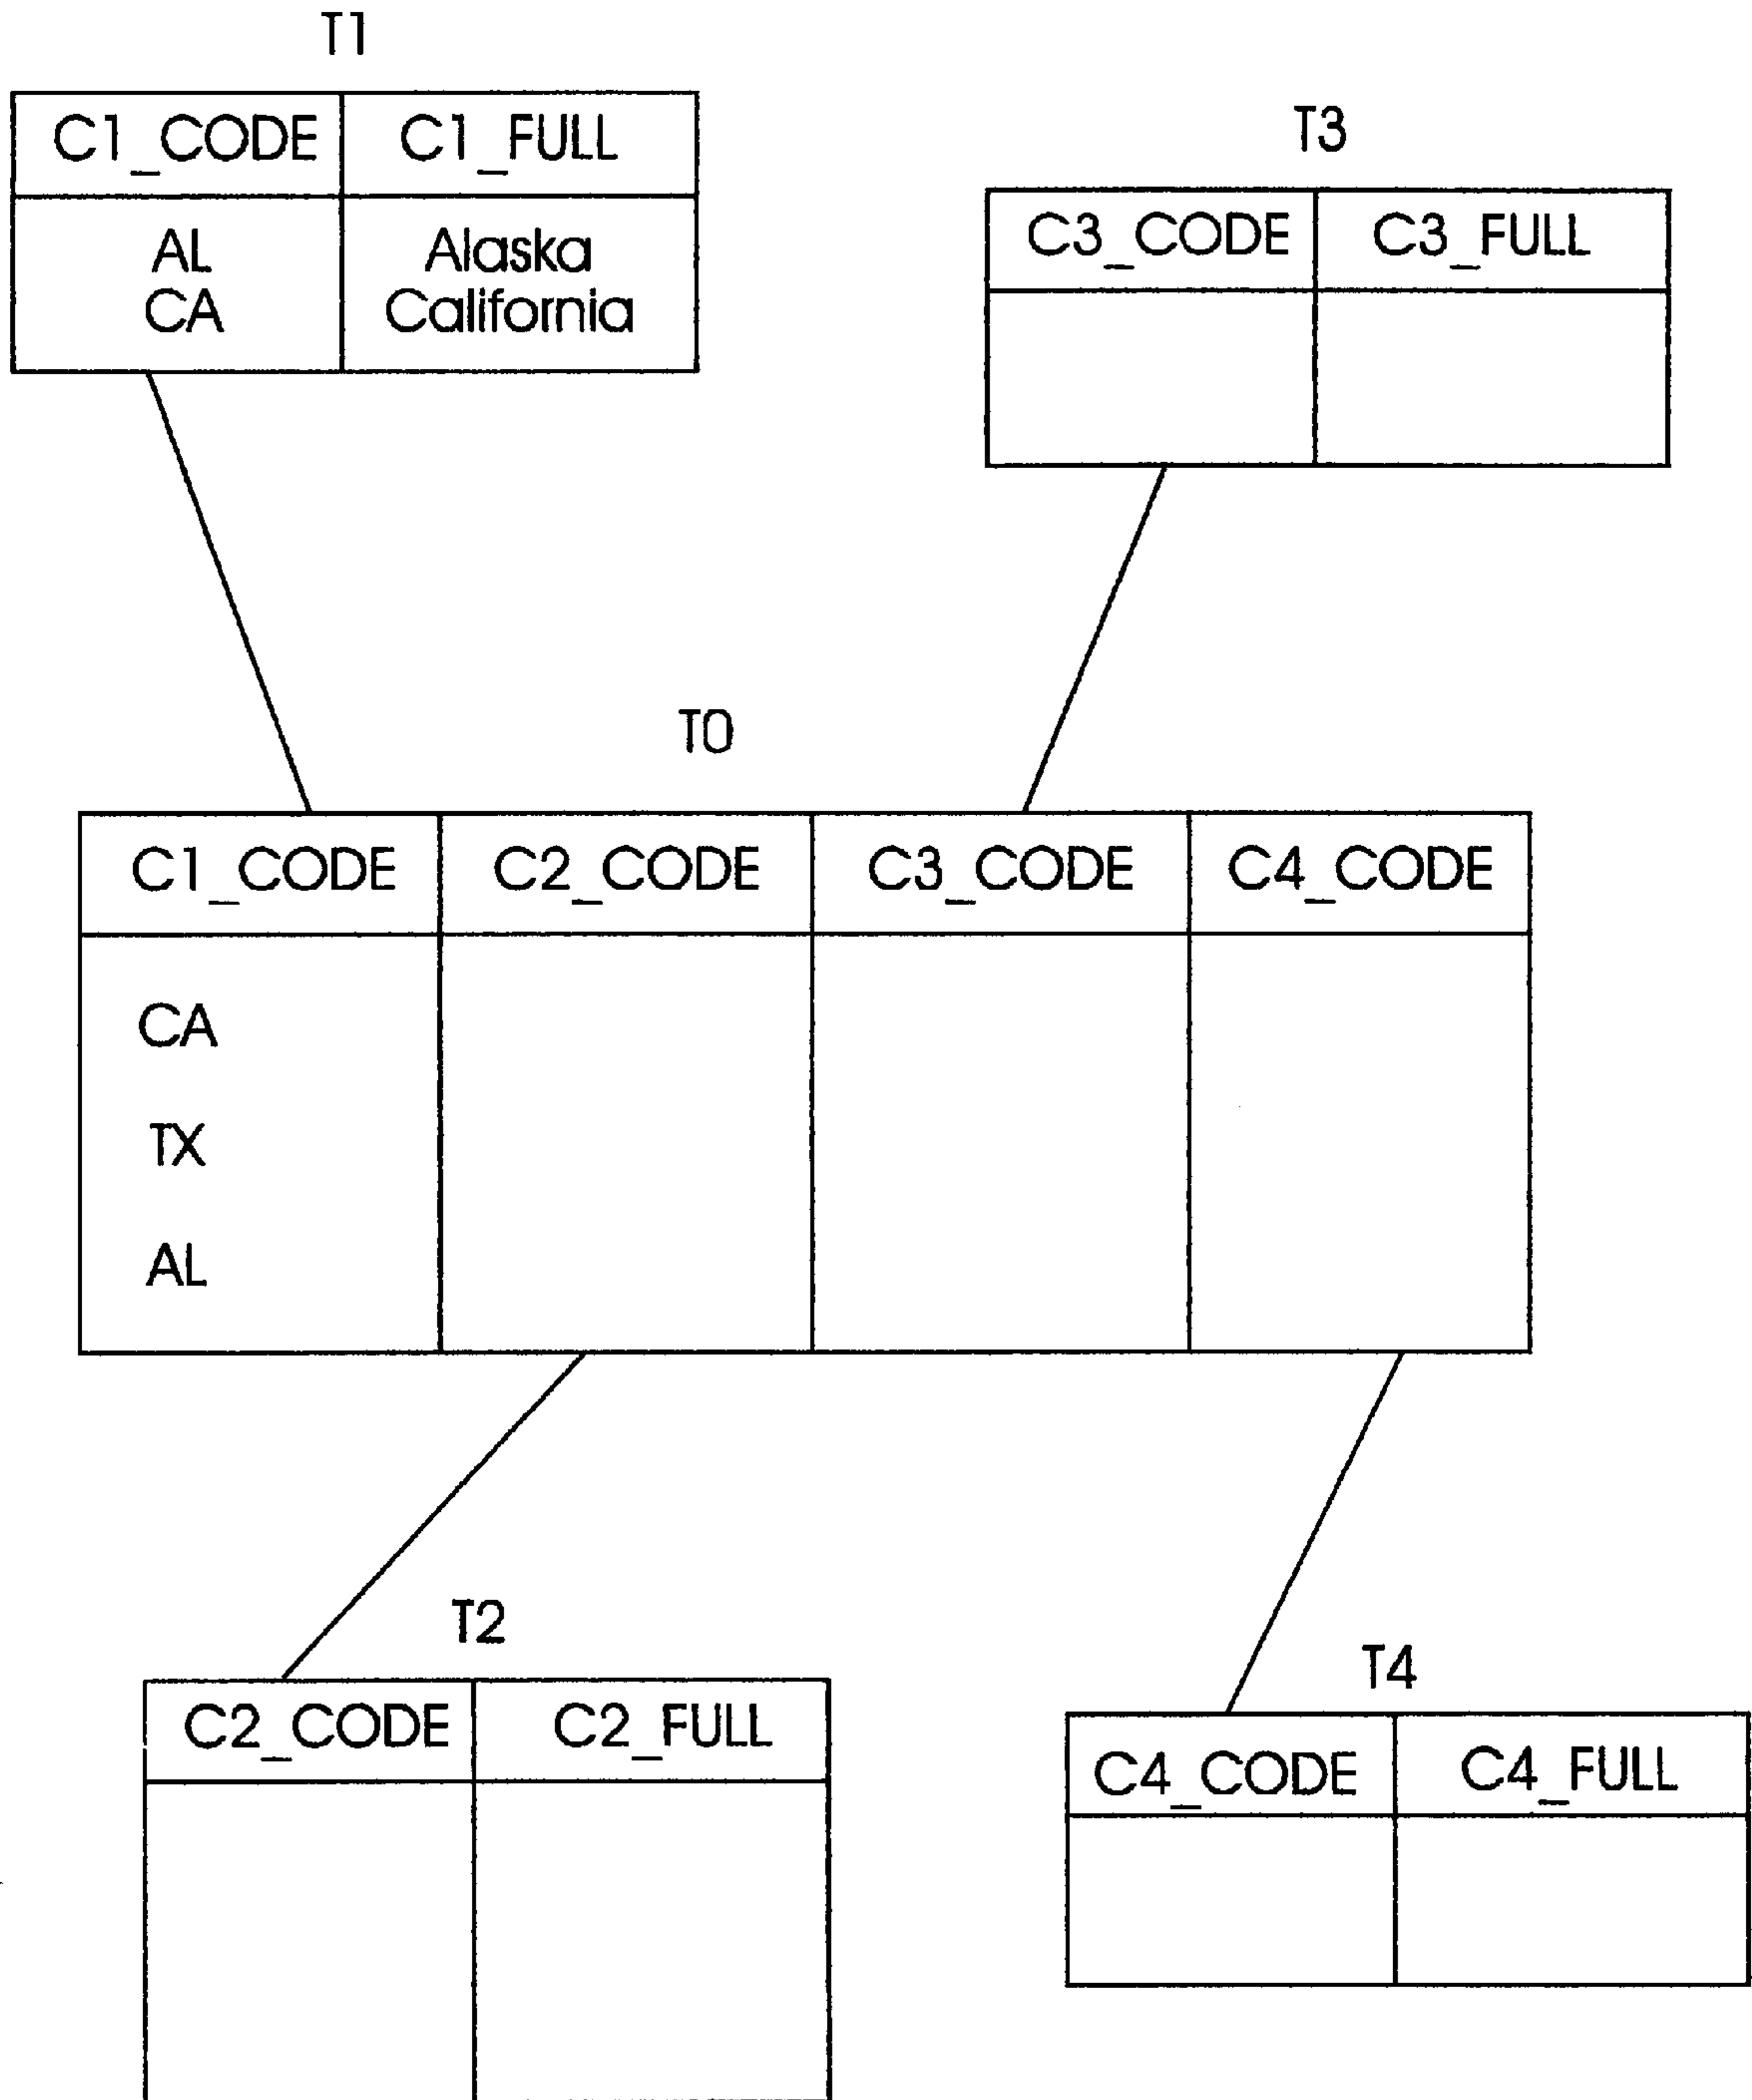 T1
C1_CODE C1_FULL
AL Alaska
CA California
T3
C3_CODE C3_FULL
T0
C1_CODE C2_CODE C3_CODE C4_CODE
CA
TX
AL
T2
C2_CODE C2_FULL
T4
C4_CODE C4_FULL